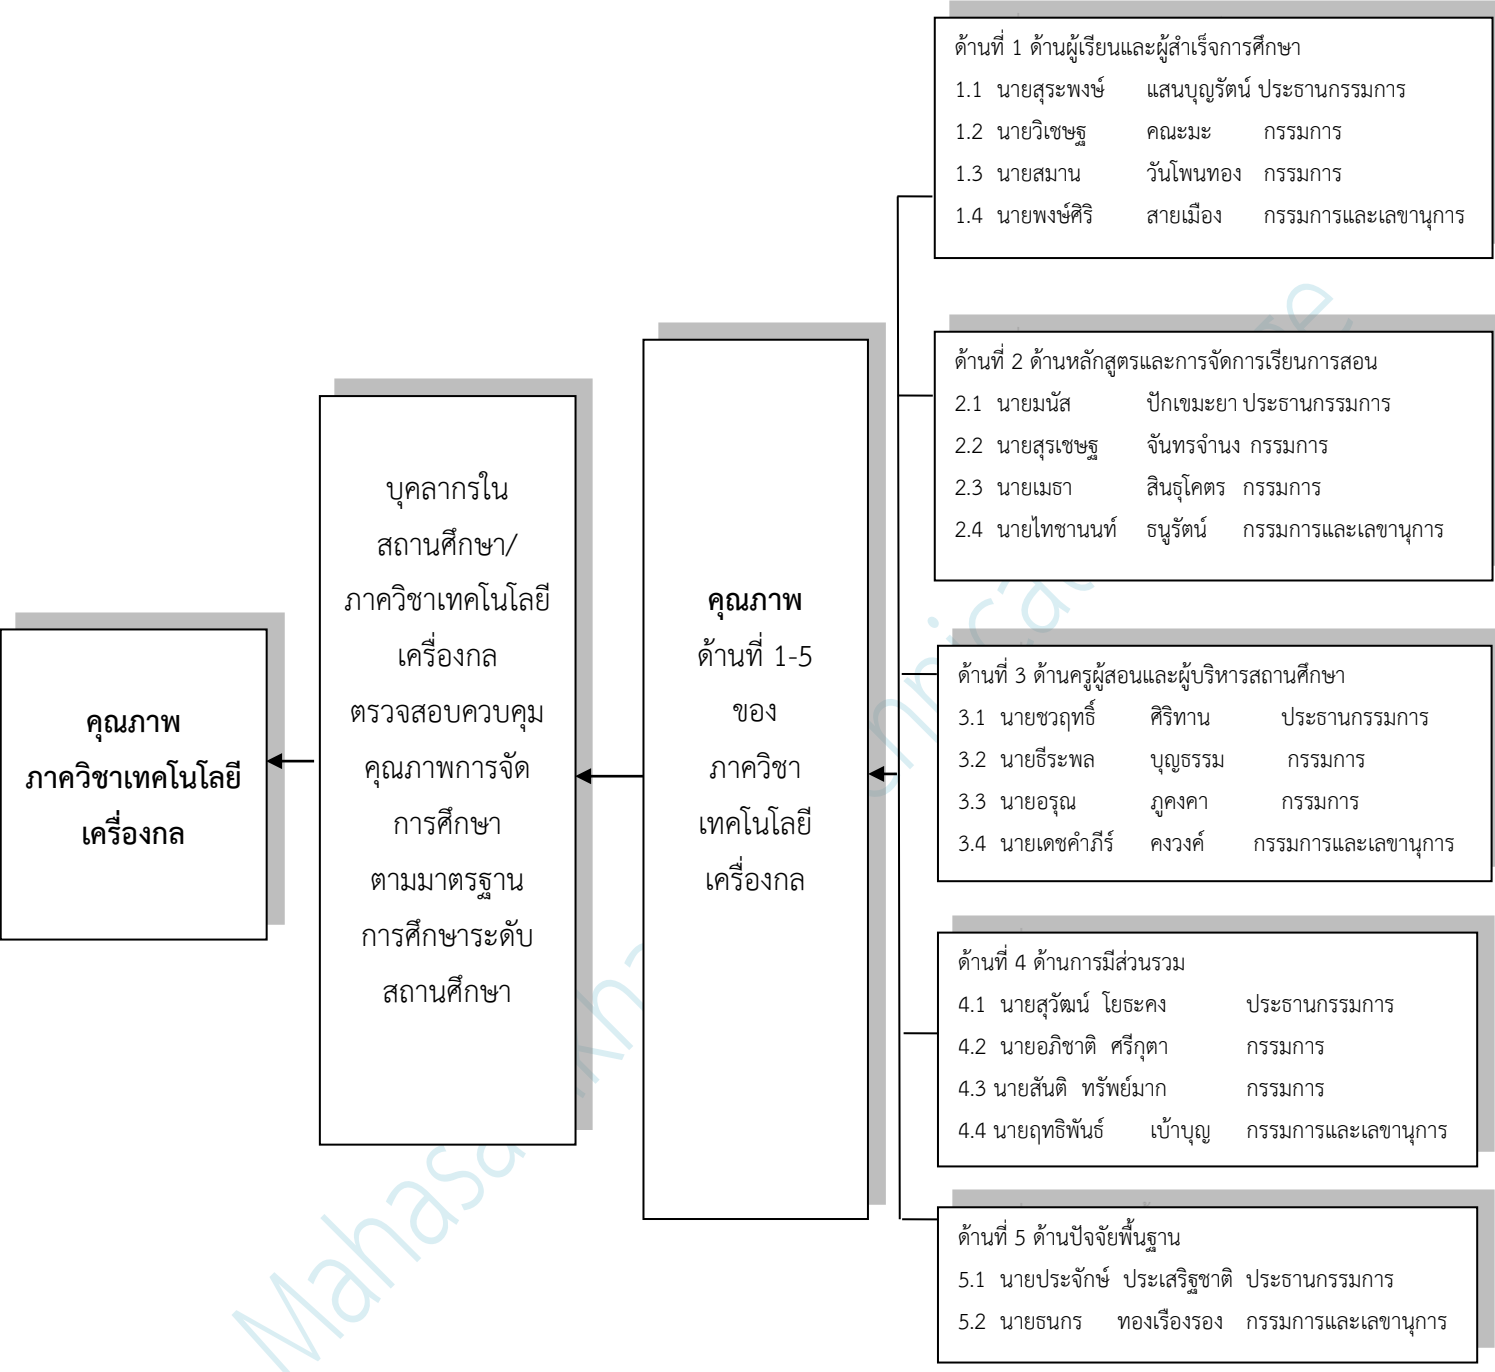 ด้านที่ 1 ด้านผู้เรียนและผู้สำเร็จการศึกษา
1.1 นายสุระพงษ์ แสนบุญรัตน์ ประธานกรรมการ
1.2 นายวิเชษฐ คณะมะ กรรมการ
1.3 นายสมาน วันโพนทอง กรรมการ
1.4 นายพงษ์ศิริ สายเมือง กรรมการและเลขานุการ
ด้านที่ 2 ด้านหลักสูตรและการจัดการเรียนการสอน
2.1 นายมนัส ปักเขมะยา ประธานกรรมการ
2.2 นายสุรเชษฐ จันทรจำนง กรรมการ
2.3 นายเมธา สินธุโคตร กรรมการ
2.4 นายไทชานนท์ ธนูรัตน์ กรรมการและเลขานุการ
ด้านที่ 3 ด้านครูผู้สอนและผู้บริหารสถานศึกษา
3.1 นายชวฤทธิ์ ศิริทาน ประธานกรรมการ
3.2 นายธีระพล บุญธรรม กรรมการ
3.3 นายอรุณ ภูคงคา กรรมการ
3.4 นายเดชคำภีร์ คงวงค์ กรรมการและเลขานุการ
ด้านที่ 4 ด้านการมีส่วนรวม
4.1 นายสุวัฒน์ โยธะคง ประธานกรรมการ
4.2 นายอภิชาติ ศรีกุตา กรรมการ
4.3 นายสันติ ทรัพย์มาก กรรมการ
4.4 นายฤทธิพันธ์ เบ้าบุญ กรรมการและเลขานุการ
ด้านที่ 5 ด้านปัจจัยพื้นฐาน
5.1 นายประจักษ์ ประเสริฐชาติ ประธานกรรมการ
5.2 นายธนกร ทองเรืองรอง กรรมการและเลขานุการ
คุณภาพ
ด้านที่ 1-5
ของ
ภาควิชา
เทคโนโลยี
เครื่องกล
บุคลากรใน
สถานศึกษา/
ภาควิชาเทคโนโลยี
เครื่องกล
ตรวจสอบควบคุม
คุณภาพการจัด
การศึกษา
ตามมาตรฐาน
การศึกษาระดับ
สถานศึกษา
คุณภาพ
ภาควิชาเทคโนโลยี
เครื่องกล